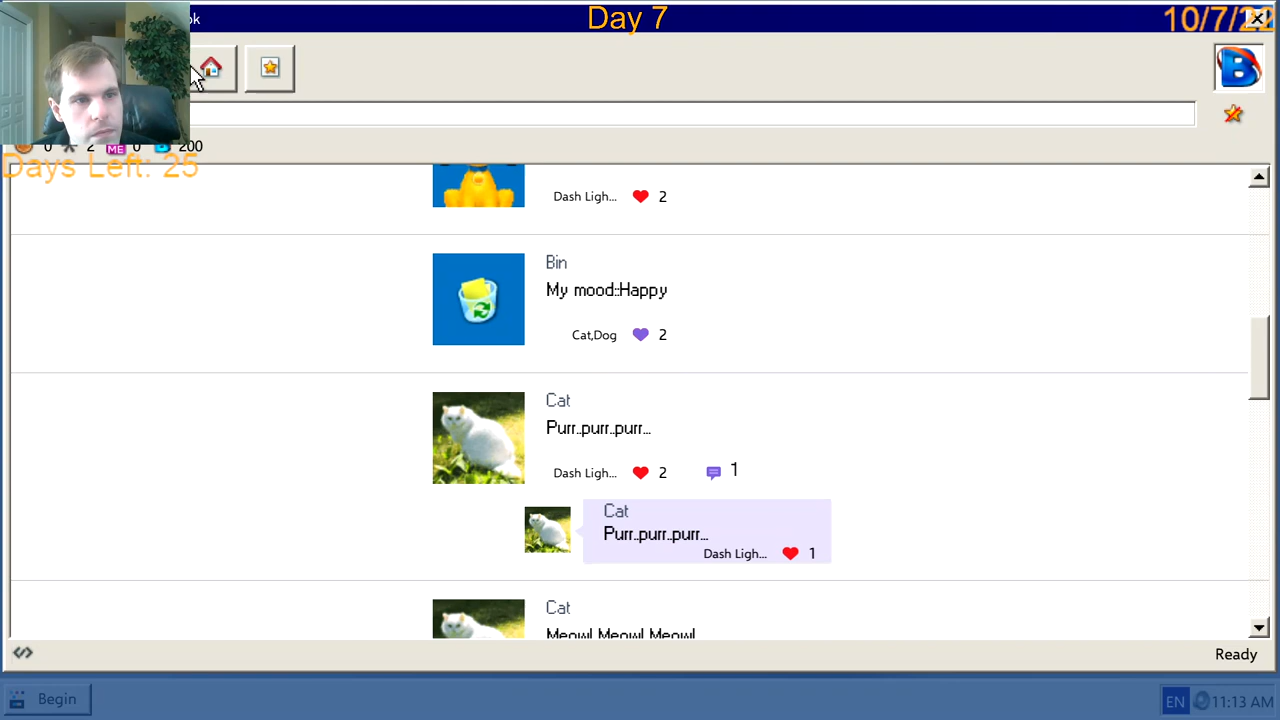 ok
Day 7
10/7/22
0 2 ME 0 200
Days Left: 25
Dash Ligh... 2
Bin
My mood::Happy
Cat,Dog 2
Cat
Purr..purr..purr...
Dash Ligh... 2 1
Cat
Purr..purr..purr...
Dash Ligh... 1
Cat
Meow! Meow! Meow!
Ready
Begin
EN 11:13 AM